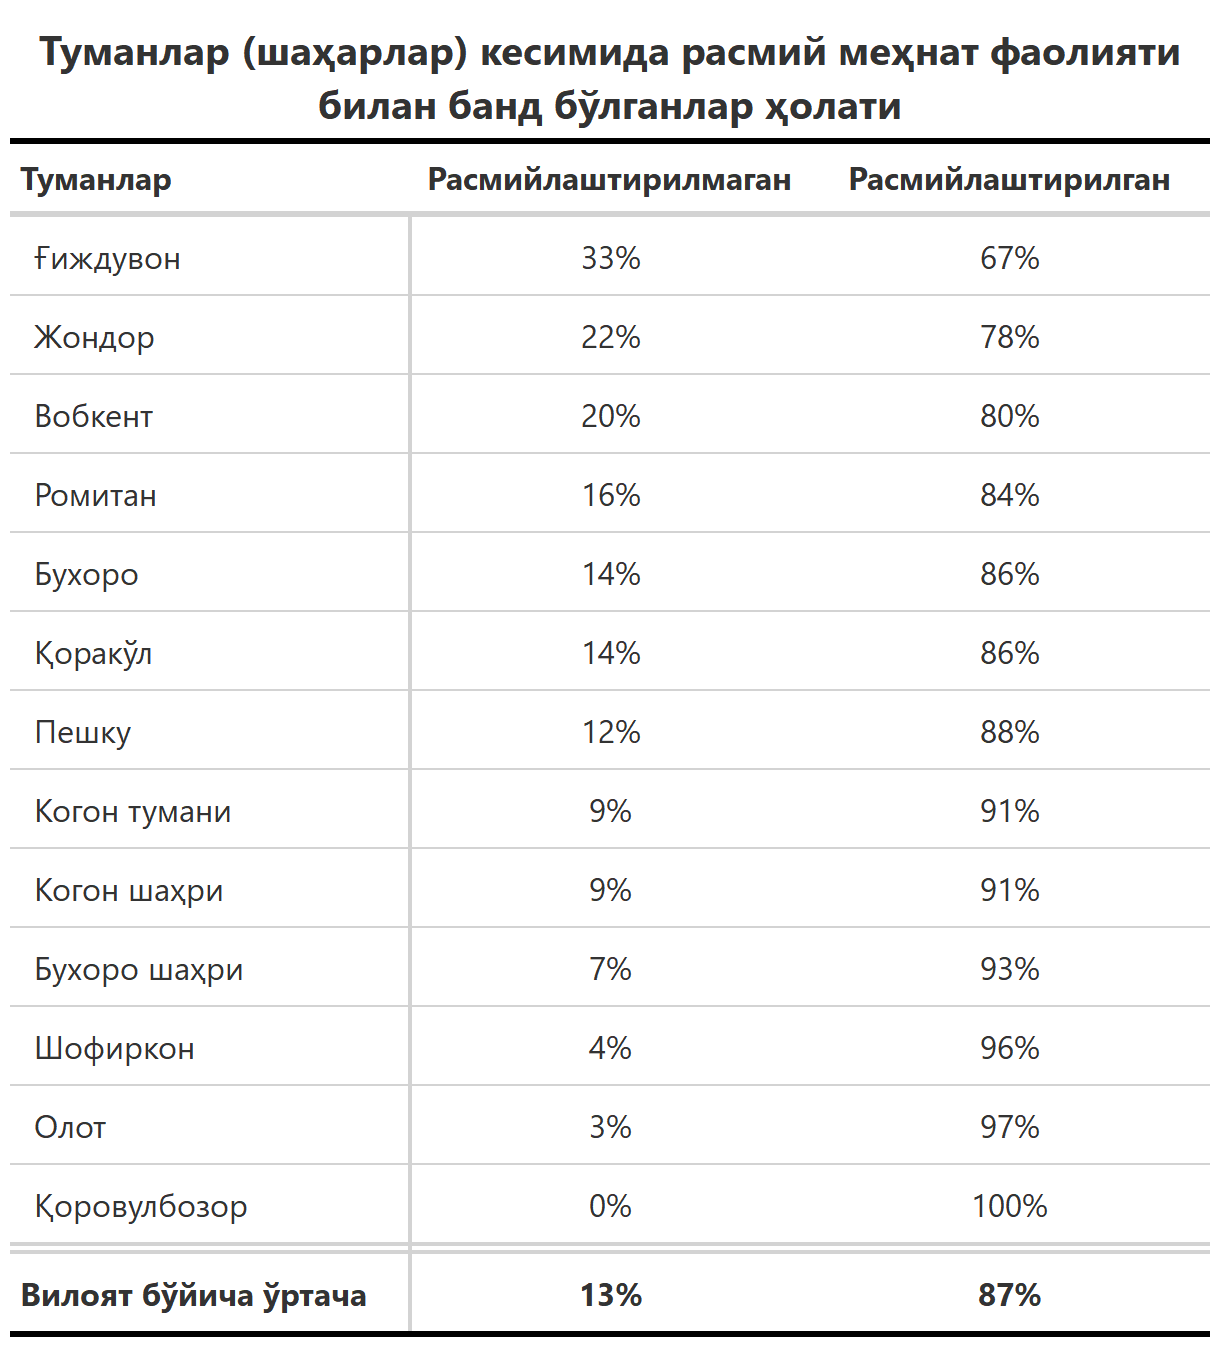 Туманлар (шаҳарлар) кесимида расмий меҳнат фаолияти
билан банд бўлганлар ҳолати
Туманлар Расмийлаштирилмаган Расмийлаштирилган
Ғиждувон 33% 67%
Жондор 22% 78%
Вобкент 20% 80%
Ромитан 16% 84%
Бухоро 14% 86%
Қоракўл 14% 86%
Пешку 12% 88%
Когон тумани 9% 91%
Когон шаҳри 9% 91%
Бухоро шаҳри 7% 93%
Шофиркон 4% 96%
Олот 3% 97%
Қоровулбозор 0% 100%
Вилоят бўйича ўртача 13% 87%